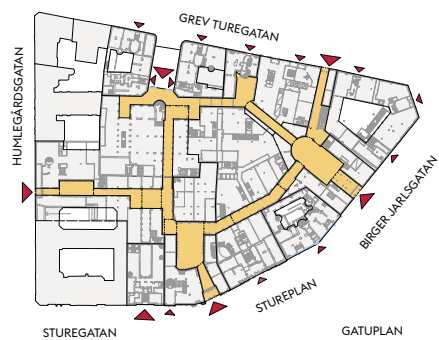 GREV TUREGATAN
HUMLEGÅRDSGATAN
BIRGER JARLSGATAN
STUREPLAN
STUREGATAN
GATUPLAN